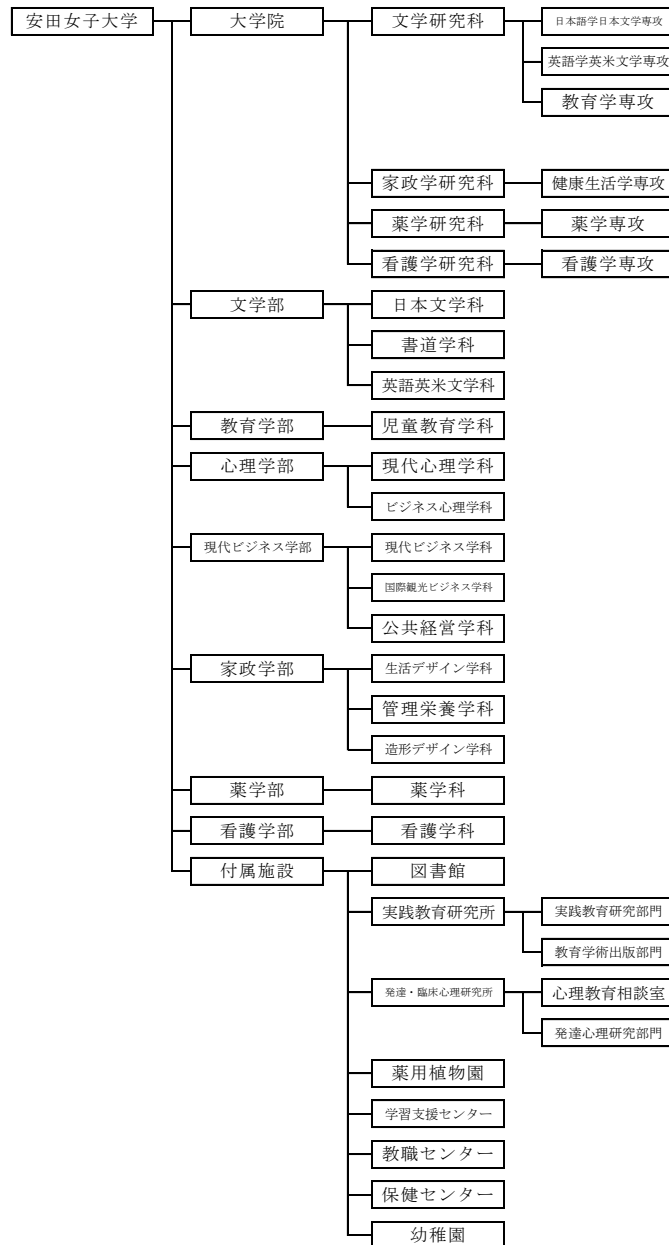 安田女子大学
大学院
文学研究科
日本語学日本文学専攻
英語学英米文学専攻
教育学専攻
家政学研究科
健康生活学専攻
薬学研究科
薬学専攻
看護学研究科
看護学専攻
文学部
日本文学科
書道学科
英語英米文学科
教育学部
児童教育学科
心理学部
現代心理学科
ビジネス心理学科
現代ビジネス学部
現代ビジネス学科
国際観光ビジネス学科
公共経営学科
家政学部
生活デザイン学科
管理栄養学科
造形デザイン学科
薬学部
薬学科
看護学部
看護学科
付属施設
図書館
実践教育研究所
実践教育研究部門
教育学術出版部門
発達・臨床心理研究所
心理教育相談室
発達心理研究部門
薬用植物園
学習支援センター
教職センター
保健センター
幼稚園